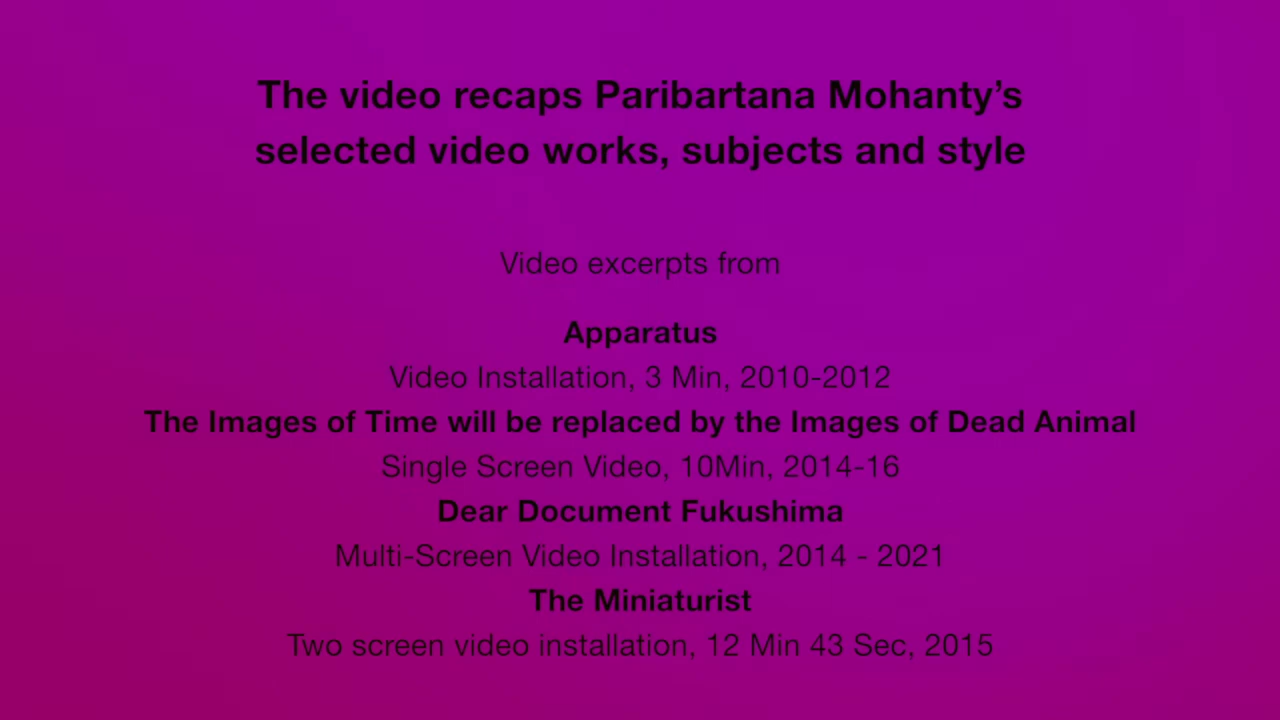 The video recaps Paribartana Mohanty’s
selected video works, subjects and style
Video excerpts from
Apparatus
Video Installation, 3 Min, 2010-2012
The Images of Time will be replaced by the Images of Dead Animal
Single Screen Video, 10Min, 2014-16
Dear Document Fukushima
Multi-Screen Video Installation, 2014 - 2021
The Miniaturist
Two screen video installation, 12 Min 43 Sec, 2015